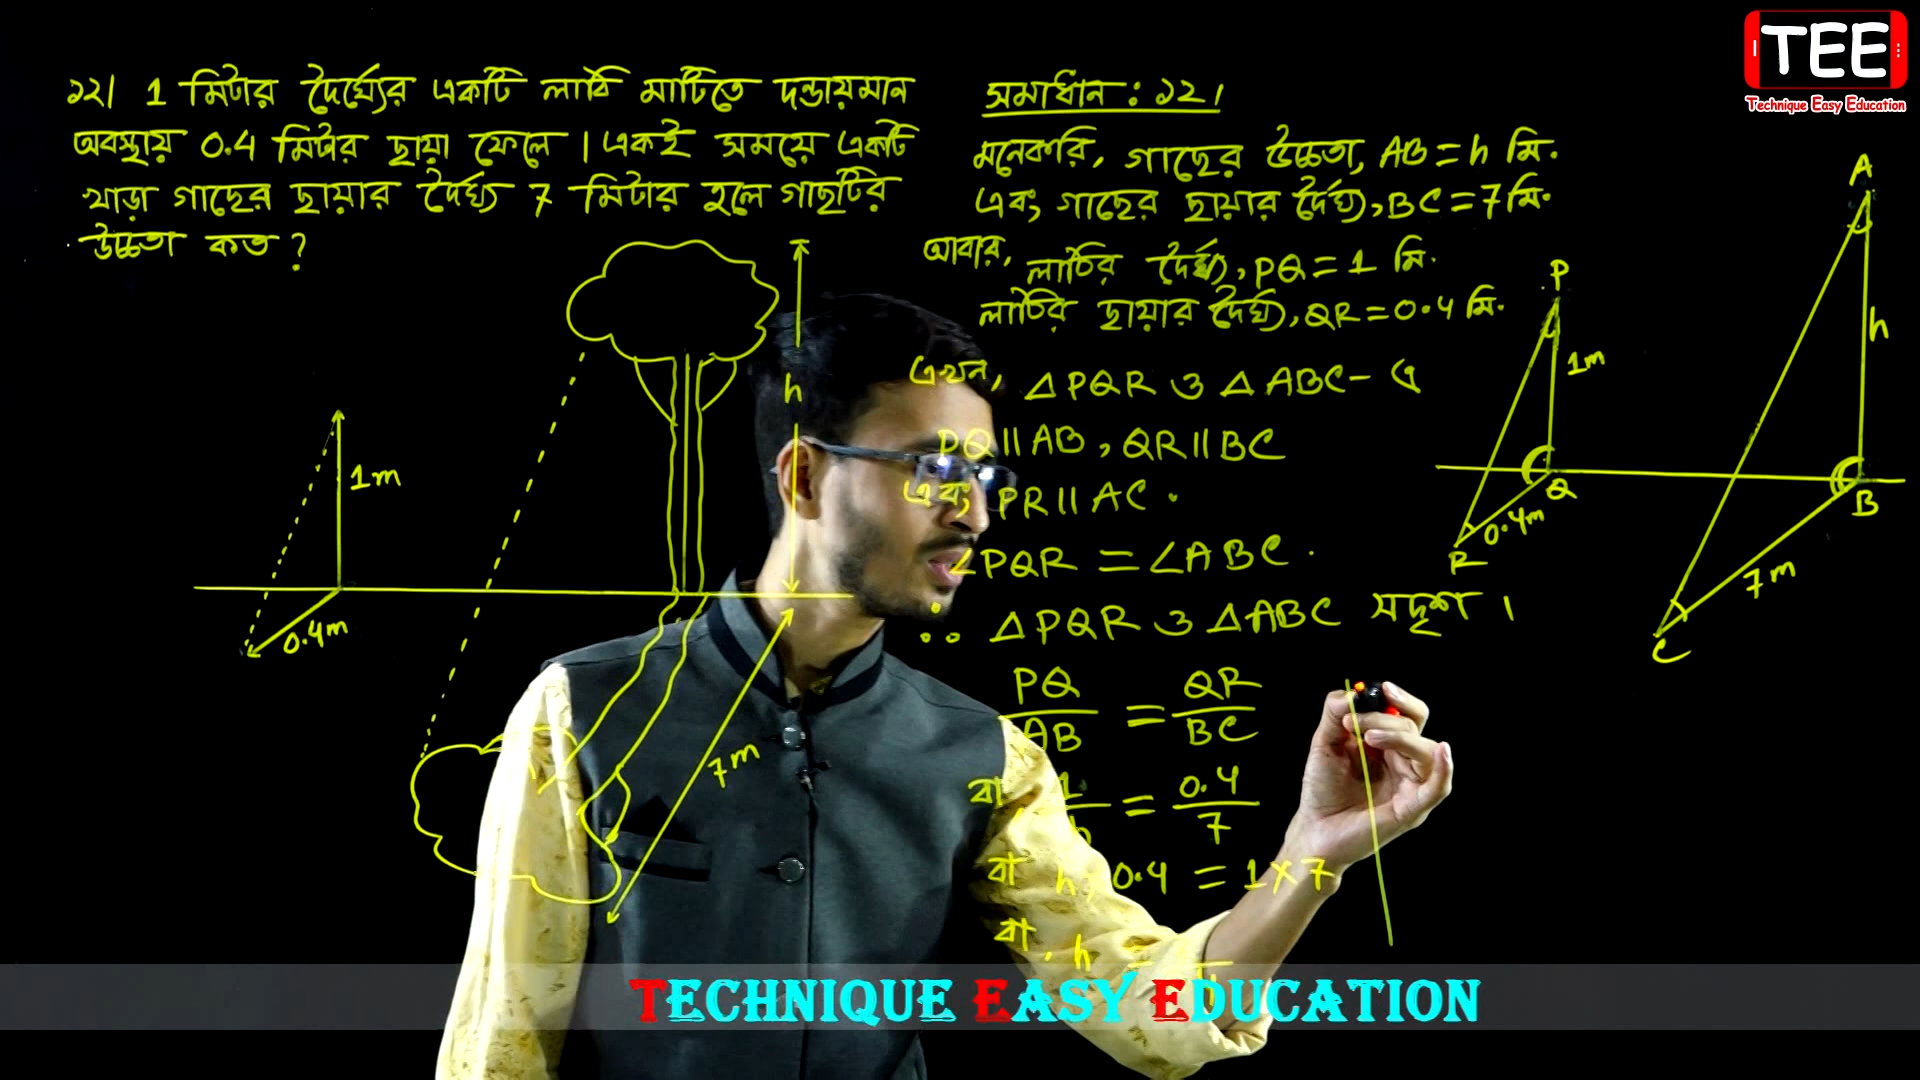 TEE
Technique Easy Education
১২। 1 মিটার দৈর্ঘ্যের একটি লাঠি মাটিতে দন্ডায়মান
অবস্থায় 0.4 মিটার ছায়া ফেলে। একই সময়ে একটি
খাড়া গাছের ছায়ার দৈর্ঘ্য 7 মিটার হলে গাছটির
উচ্চতা কত?
h
1m
0.4m
7m
সমাধান: ১২।
মনেকরি, গাছের উচ্চতা, AB = h মি.
এবং গাছের ছায়ার দৈর্ঘ্য, BC = 7 মি.
আবার,
লাঠির দৈর্ঘ্য, PQ = 1 মি.
লাঠির ছায়ার দৈর্ঘ্য, QR = 0.4 মি.
এখন, Δ PQR ও Δ ABC - এ
PQ || AB, QR || BC
এবং PR || AC.
∠PQR = ∠ABC.
∴ ΔPQR ও ΔABC সদৃশ।
PQ/AB = QR/BC
বা, 1/h = 0.4/7
বা, h, 0.4 = 1×7
বা, h =
A
P
h
1m
Q
B
0.4m
R
7m
C
TECHNIQUE EASY EDUCATION